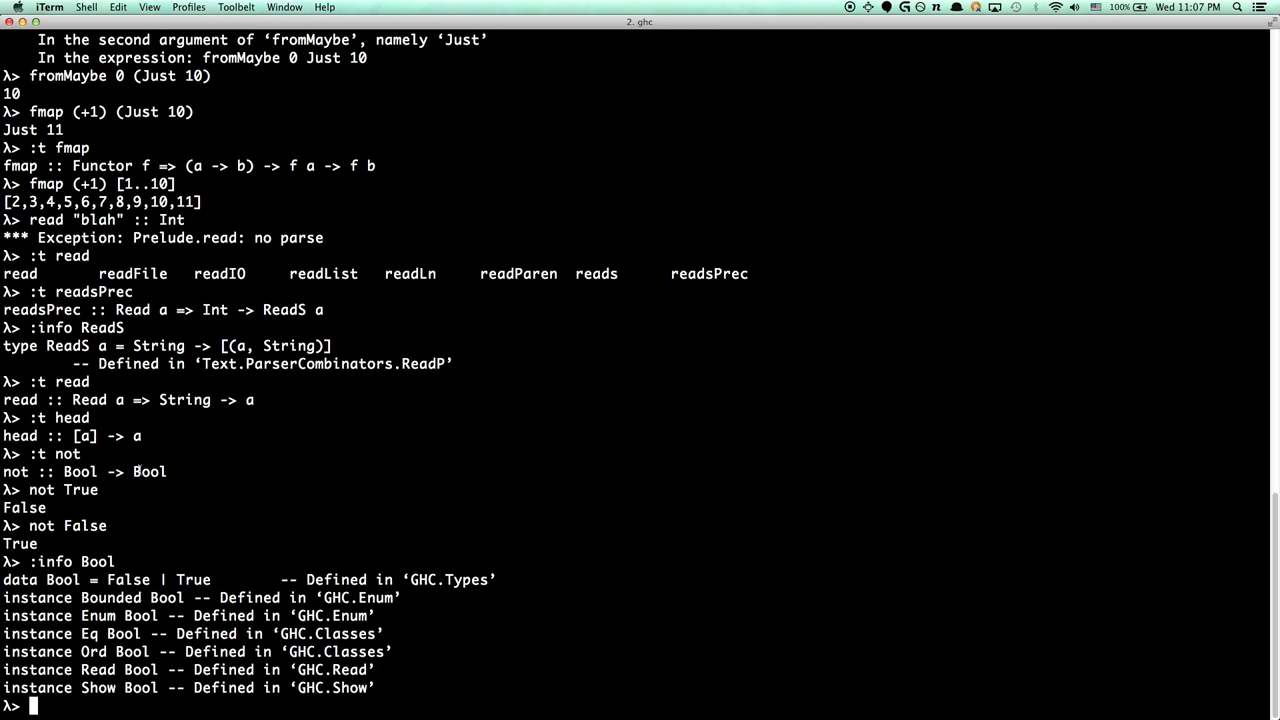 iTerm Shell Edit View Profiles Toolbelt Window Help 100% Wed 11:07 PM
2. ghc
In the second argument of ‘fromMaybe’, namely ‘Just’
In the expression: fromMaybe 0 Just 10
λ> fromMaybe 0 (Just 10)
10
λ> fmap (+1) (Just 10)
Just 11
λ> :t fmap
fmap :: Functor f => (a -> b) -> f a -> f b
λ> fmap (+1) [1..10]
[2,3,4,5,6,7,8,9,10,11]
λ> read "blah" :: Int
*** Exception: Prelude.read: no parse
λ> :t read
read readFile readIO readList readLn readParen reads readsPrec
λ> :t readsPrec
readsPrec :: Read a => Int -> ReadS a
λ> :info ReadS
type ReadS a = String -> [(a, String)]
-- Defined in ‘Text.ParserCombinators.ReadP’
λ> :t read
read :: Read a => String -> a
λ> :t head
head :: [a] -> a
λ> :t not
not :: Bool -> Bool
λ> not True
False
λ> not False
True
λ> :info Bool
data Bool = False | True -- Defined in ‘GHC.Types’
instance Bounded Bool -- Defined in ‘GHC.Enum’
instance Enum Bool -- Defined in ‘GHC.Enum’
instance Eq Bool -- Defined in ‘GHC.Classes’
instance Ord Bool -- Defined in ‘GHC.Classes’
instance Read Bool -- Defined in ‘GHC.Read’
instance Show Bool -- Defined in ‘GHC.Show’
λ>